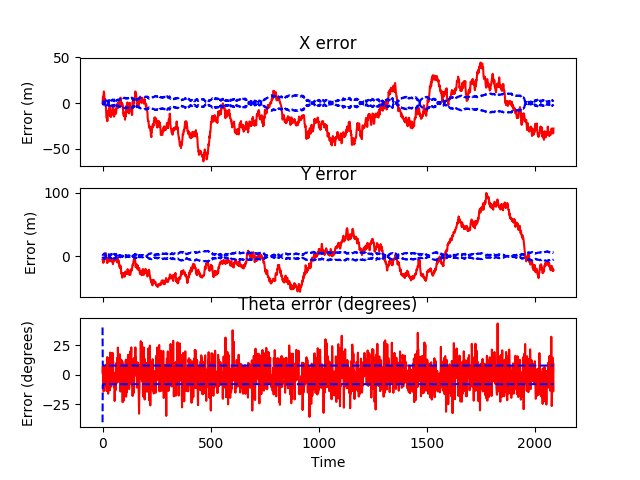 X error
50
0
−50
Error (m)
Y error
100
0
Error (m)
Theta error (degrees)
25
0
−25
Error (degrees)
0 500 1000 1500 2000
Time